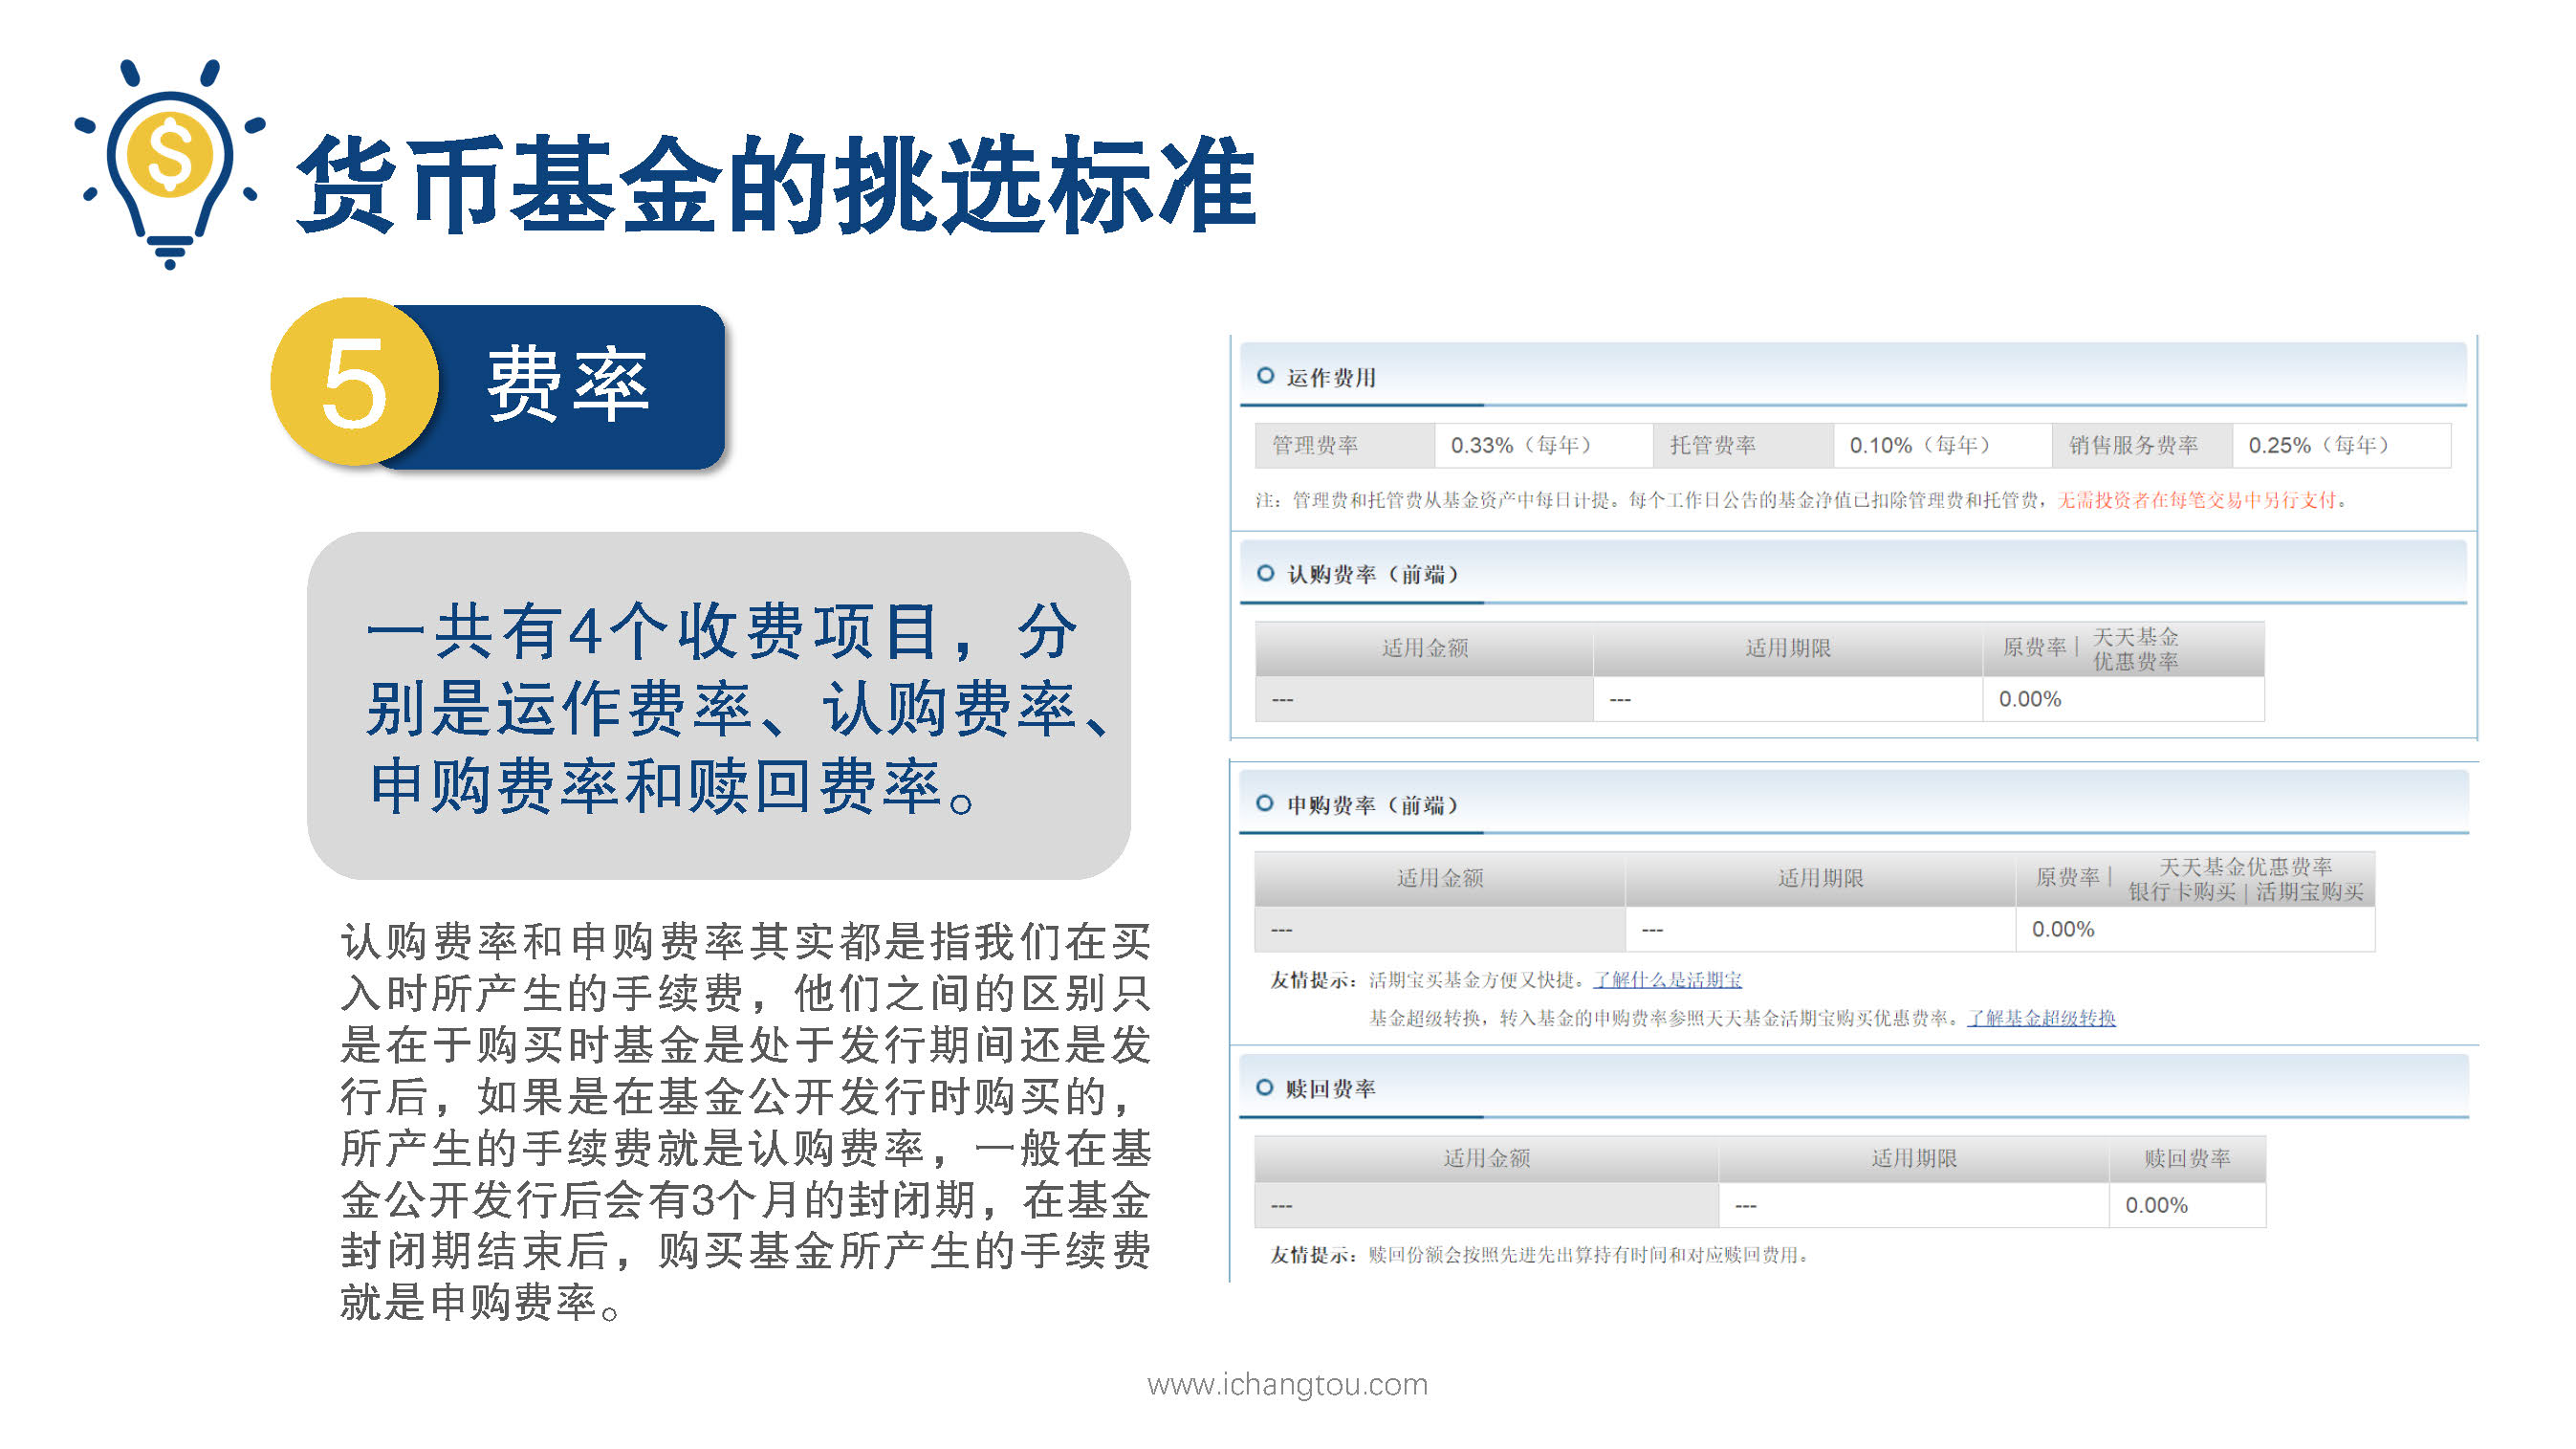 货币基金的挑选标准
5 费率
一共有4个收费项目，分
别是运作费率、认购费率、
申购费率和赎回费率。
认购费率和申购费率其实都是指我们在买
入时所产生的手续费，他们之间的区别只
是在于购买时基金是处于发行期间还是发
行后，如果是在基金公开发行时购买的，
所产生的手续费就是认购费率，一般在基
金公开发行后会有3个月的封闭期，在基金
封闭期结束后，购买基金所产生的手续费
就是申购费率。
运作费用
管理费率 0.33%（每年） 托管费率 0.10%（每年） 销售服务费率 0.25%（每年）
注：管理费和托管费从基金资产中每日计提。每个工作日公告的基金净值已扣除管理费和托管费，无需投资者在每笔交易中另行支付。
认购费率（前端）
适用金额 适用期限 原费率 | 天天基金
优惠费率
--- --- 0.00%
申购费率（前端）
适用金额 适用期限 原费率 | 天天基金优惠费率
银行卡购买 | 活期宝购买
--- --- 0.00%
友情提示：活期宝买基金方便又快捷。了解什么是活期宝
基金超级转换，转入基金的申购费率参照天天基金活期宝购买优惠费率。了解基金超级转换
赎回费率
适用金额 适用期限 赎回费率
--- --- 0.00%
友情提示：赎回份额会按照先进先出算持有时间和对应赎回费用。
www.ichangtou.com